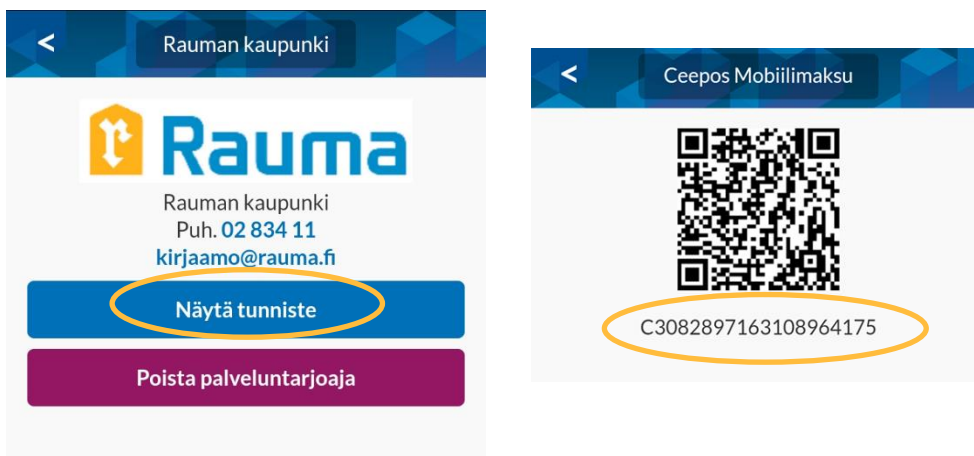 <
Rauman kaupunki
r Rauma
Rauman kaupunki
Puh. 02 834 11
kirjaamo@rauma.fi
Näytä tunniste
Poista palveluntarjoaja
<
Ceepos Mobiilimaksu
C3082897163108964175